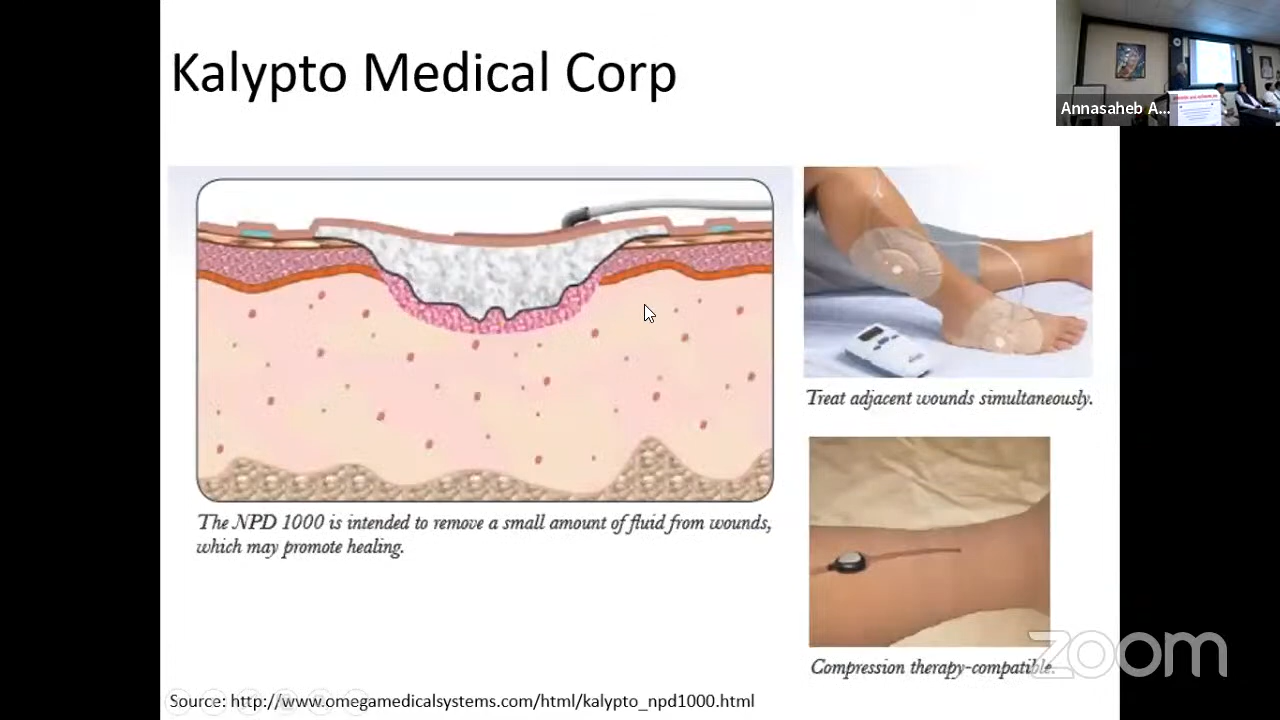 Kalypto Medical Corp
Annasaheb A...
Treat adjacent wounds simultaneously.
The NPD 1000 is intended to remove a small amount of fluid from wounds,
which may promote healing.
Compression therapy-compatible.
zoom
Source: http://www.omegamedicalsystems.com/html/kalypto_npd1000.html